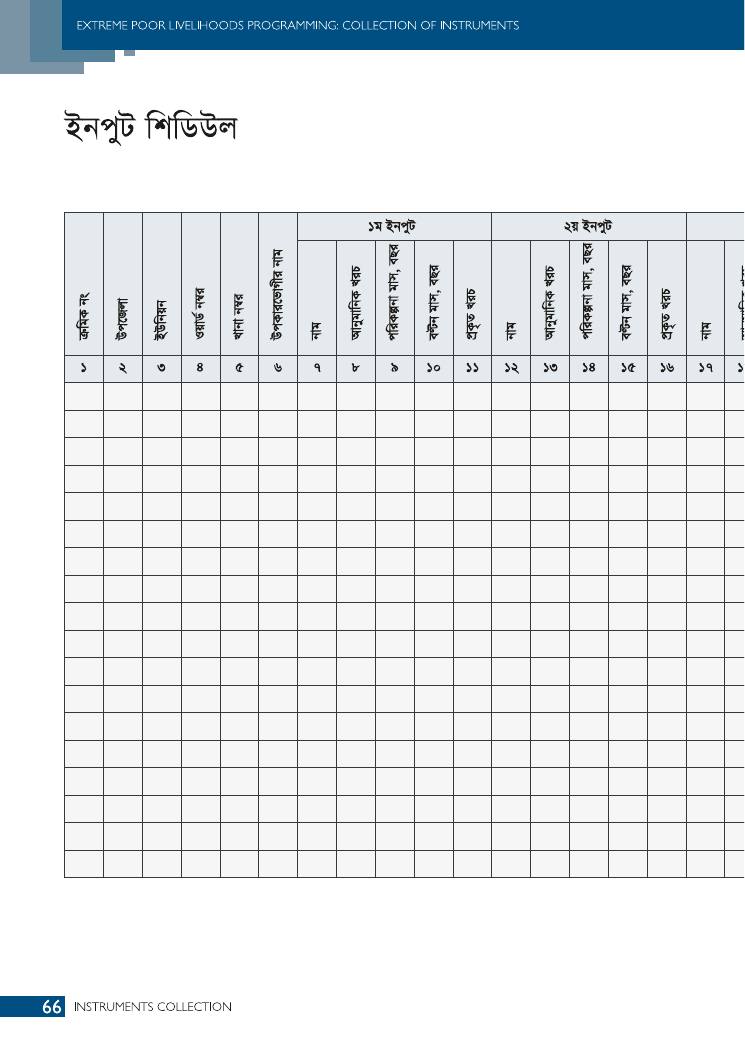 EXTREME POOR LIVELIHOODS PROGRAMMING: COLLECTION OF INSTRUMENTS
ইনপুট শিডিউল
১ম ইনপুট ২য় ইনপুট
ক্রমিক নং উপজেলা ইউনিয়ন ওয়ার্ড নম্বর খানা নম্বর উপকারভোগীর নাম নাম আনুমানিক খরচ পরিকল্পনা মাস, বছর বণ্টন মাস, বছর প্রকৃত খরচ নাম আনুমানিক খরচ পরিকল্পনা মাস, বছর বণ্টন মাস, বছর প্রকৃত খরচ নাম
১ ২ ৩ ৪ ৫ ৬ ৭ ৮ ৯ ১০ ১১ ১২ ১৩ ১৪ ১৫ ১৬ ১৭
66 INSTRUMENTS COLLECTION